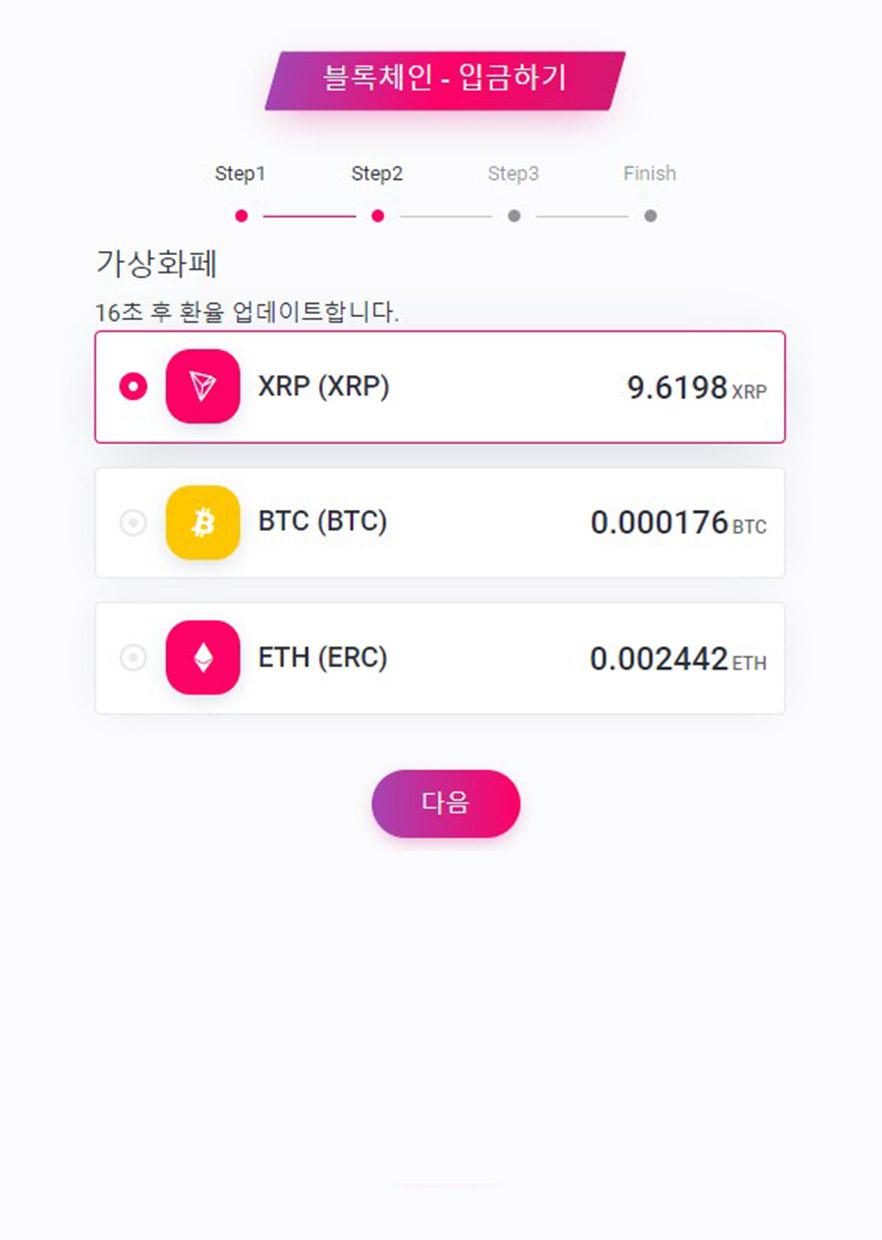 블록체인 - 입금하기
Step1 Step2 Step3 Finish
가상화페
16초 후 환율 업데이트합니다.
XRP (XRP) 9.6198 XRP
BTC (BTC) 0.000176 BTC
ETH (ERC) 0.002442 ETH
다음